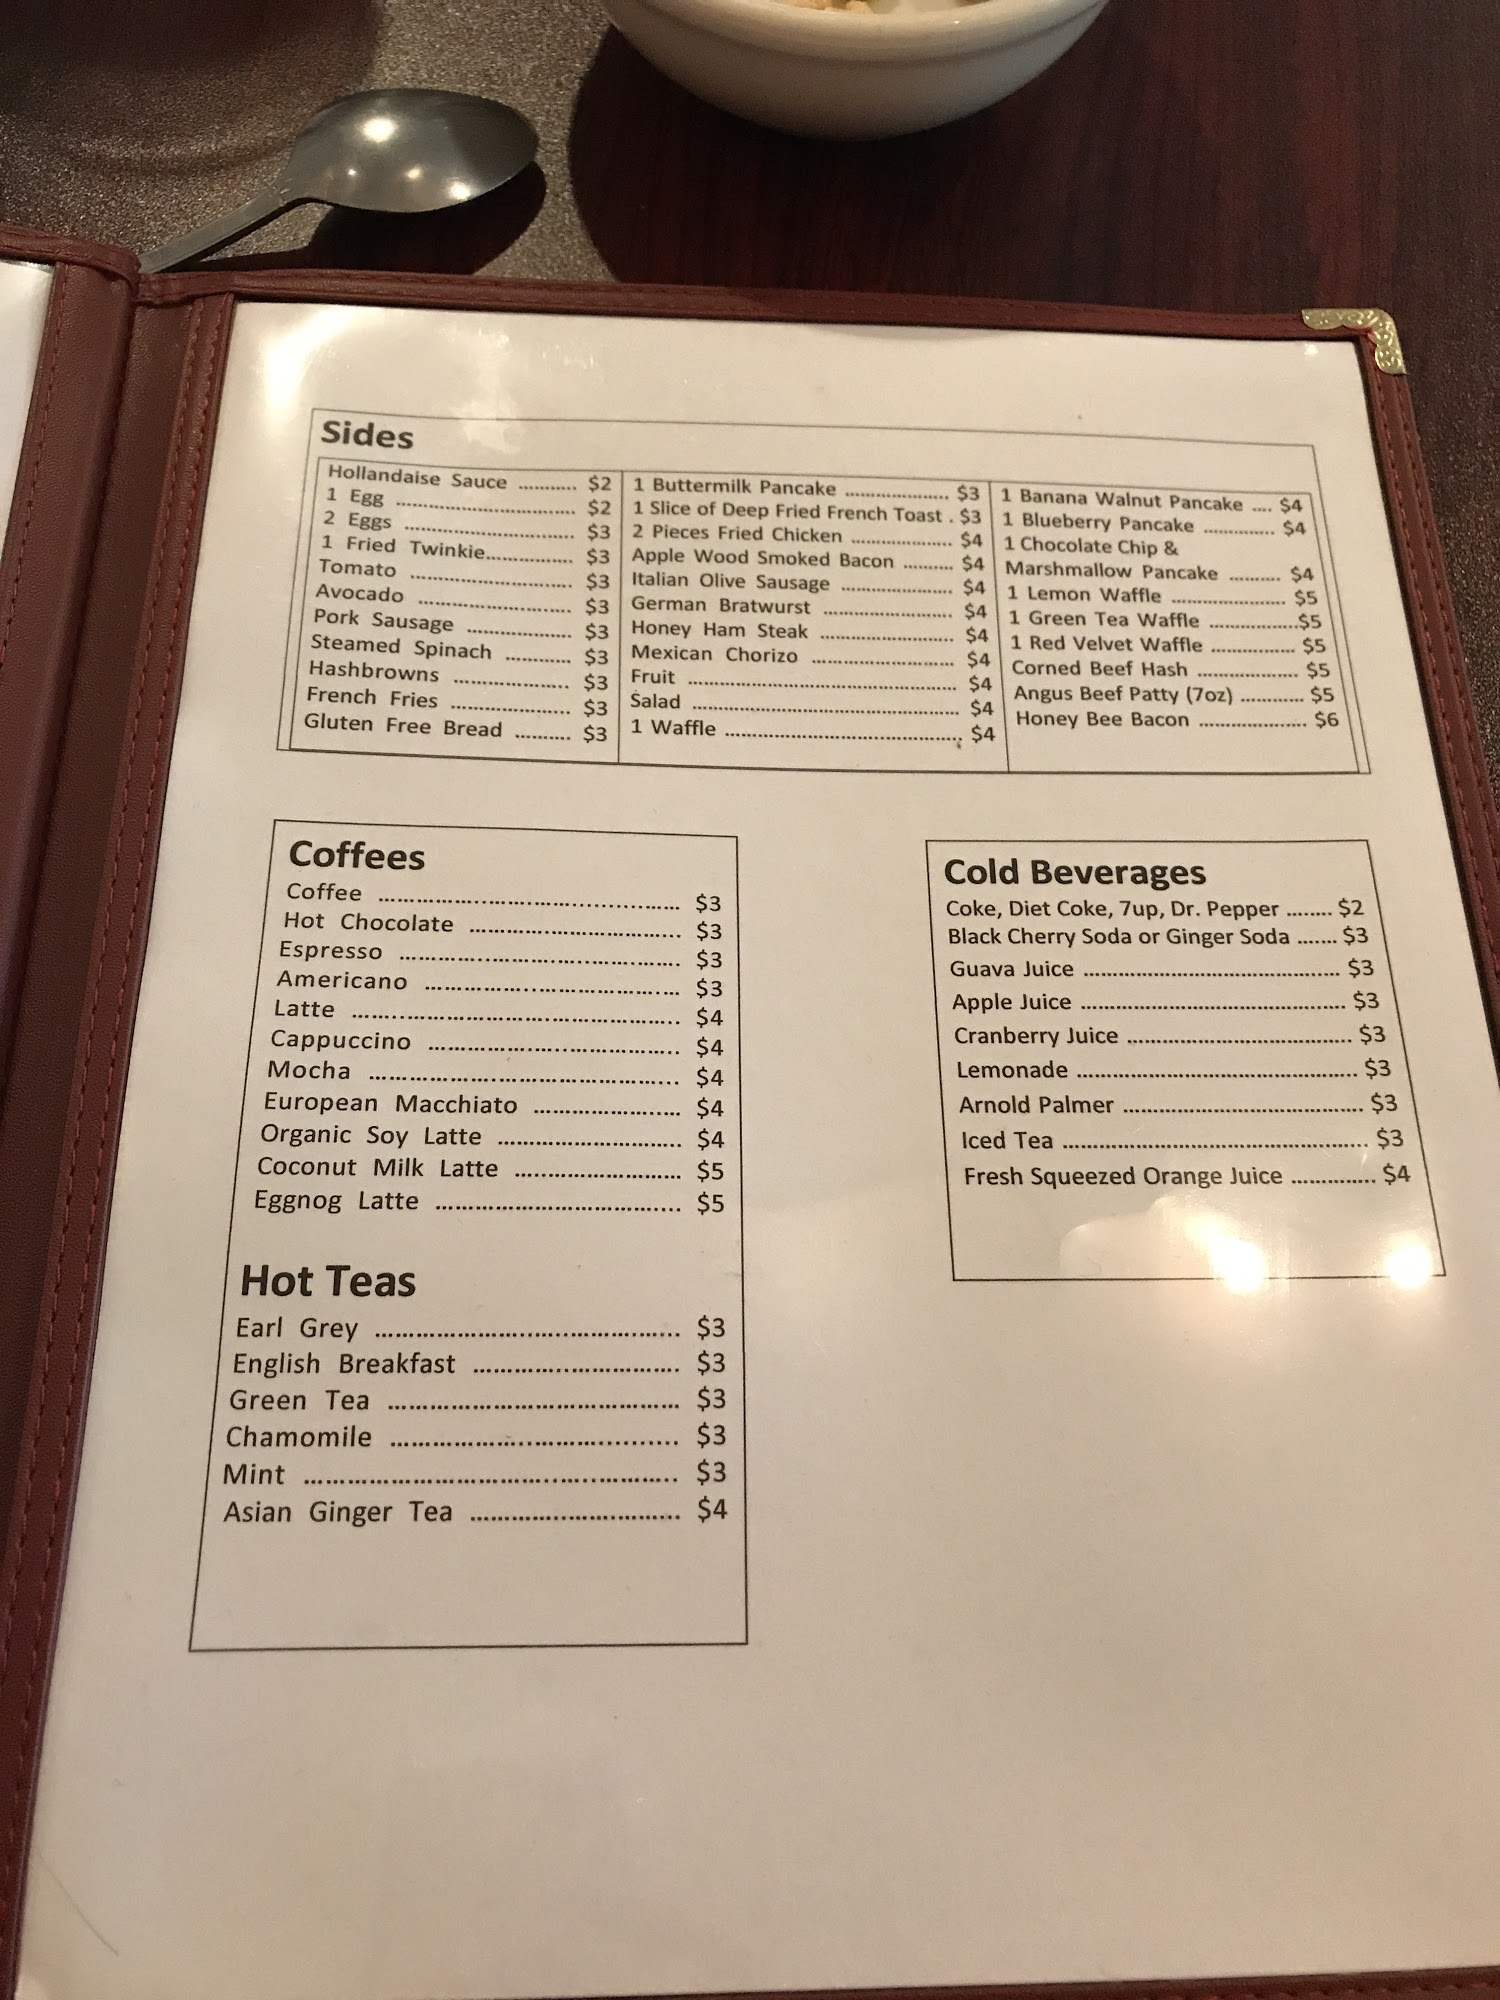 Sides
Hollandaise Sauce ........... $2
1 Egg .................................. $2
2 Eggs ................................ $3
1 Fried Twinkie...................... $3
Tomato ............................... $3
Avocado ............................. $3
Pork Sausage .................... $3
Steamed Spinach ............. $3
Hashbrowns ...................... $3
French Fries ....................... $3
Gluten Free Bread ........... $3
1 Buttermilk Pancake .................... $3
1 Slice of Deep Fried French Toast . $3
2 Pieces Fried Chicken .................... $4
Apple Wood Smoked Bacon .......... $4
Italian Olive Sausage ...................... $4
German Bratwurst ......................... $4
Honey Ham Steak .......................... $4
Mexican Chorizo ............................ $4
Fruit .................................................... $4
Salad ................................................... $4
1 Waffle .............................................. $4
1 Banana Walnut Pancake .... $4
1 Blueberry Pancake .............. $4
1 Chocolate Chip &
Marshmallow Pancake .......... $4
1 Lemon Waffle ...................... $5
1 Green Tea Waffle .................$5
1 Red Velvet Waffle ................ $5
Corned Beef Hash ................... $5
Angus Beef Patty (7oz) ............ $5
Honey Bee Bacon .................... $6
Coffees
Coffee ................................................ $3
Hot Chocolate ................................. $3
Espresso ............................................ $3
Americano ........................................ $3
Latte ................................................... $4
Cappuccino ....................................... $4
Mocha ................................................ $4
European Macchiato ....................... $4
Organic Soy Latte ............................ $4
Coconut Milk Latte .......................... $5
Eggnog Latte ..................................... $5
Hot Teas
Earl Grey ............................................ $3
English Breakfast .............................. $3
Green Tea .......................................... $3
Chamomile ........................................ $3
Mint .................................................... $3
Asian Ginger Tea .............................. $4
Cold Beverages
Coke, Diet Coke, 7up, Dr. Pepper ........ $2
Black Cherry Soda or Ginger Soda ....... $3
Guava Juice ........................................... $3
Apple Juice ............................................ $3
Cranberry Juice ..................................... $3
Lemonade .............................................. $3
Arnold Palmer ....................................... $3
Iced Tea .................................................. $3
Fresh Squeezed Orange Juice .............. $4